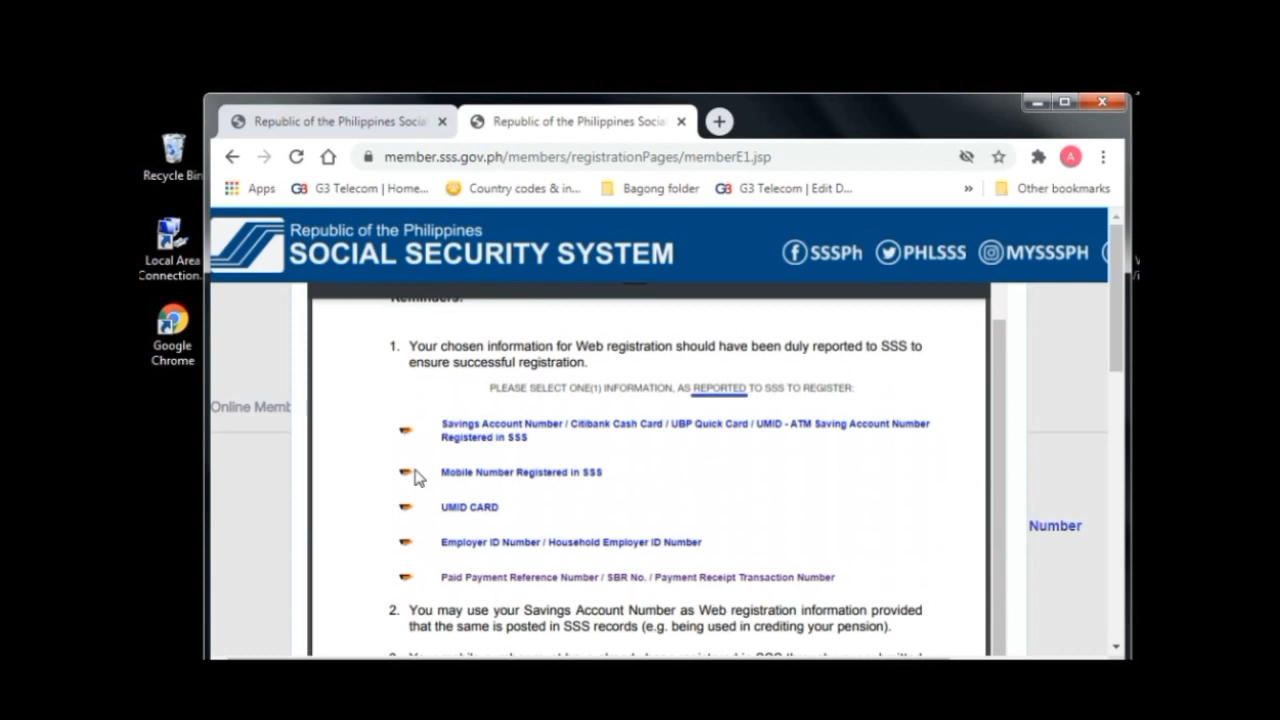 Republic of the Philippines Socia
Republic of the Philippines Socia
member.sss.gov.ph/members/registrationPages/memberE1.jsp
A
Apps
G3 Telecom | Home...
Country codes & in...
Bagong folder
G3 Telecom | Edit D...
»
Other bookmarks
Recycle Bin
Local Area
Connection
Google
Chrome
Republic of the Philippines
SOCIAL SECURITY SYSTEM
SSSPh
PHLSSS
MYSSSPH
Reminders:
1. Your chosen information for Web registration should have been duly reported to SSS to
ensure successful registration.
PLEASE SELECT ONE(1) INFORMATION, AS REPORTED TO SSS TO REGISTER:
Online Memb
Savings Account Number / Citibank Cash Card / UBP Quick Card / UMID - ATM Saving Account Number
Registered in SSS
Mobile Number Registered in SSS
UMID CARD
Number
Employer ID Number / Household Employer ID Number
Paid Payment Reference Number / SBR No. / Payment Receipt Transaction Number
2. You may use your Savings Account Number as Web registration information provided
that the same is posted in SSS records (e.g. being used in crediting your pension).